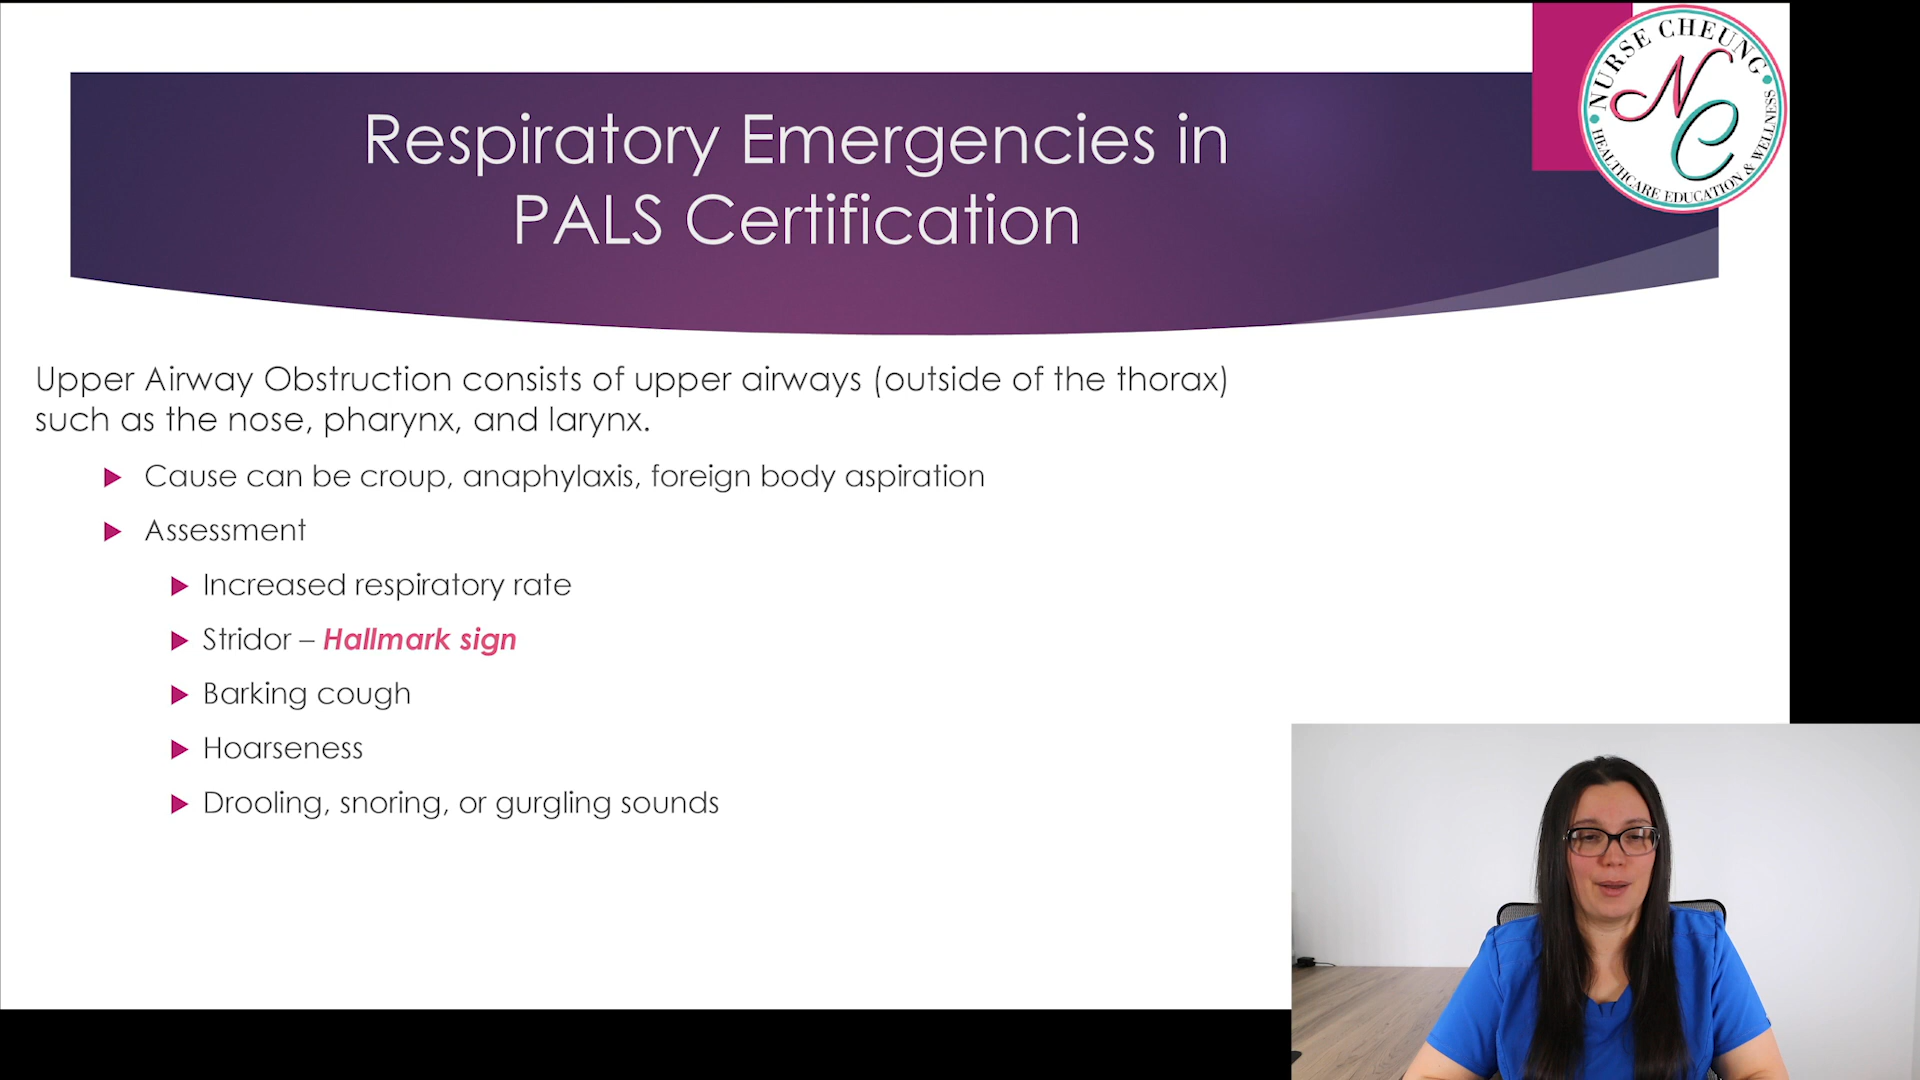 Respiratory Emergencies in
PALS Certification
NURSE CHEUNG
NC
HEALTHCARE EDUCATION & WELLNESS
Upper Airway Obstruction consists of upper airways (outside of the thorax)
such as the nose, pharynx, and larynx.
Cause can be croup, anaphylaxis, foreign body aspiration
Assessment
Increased respiratory rate
Stridor – Hallmark sign
Barking cough
Hoarseness
Drooling, snoring, or gurgling sounds